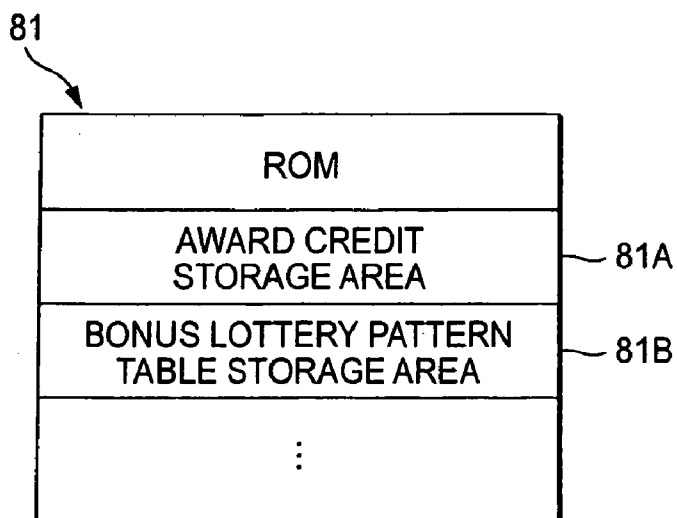 81
ROM
AWARD CREDIT
STORAGE AREA
81A
BONUS LOTTERY PATTERN
TABLE STORAGE AREA
81B
⋮